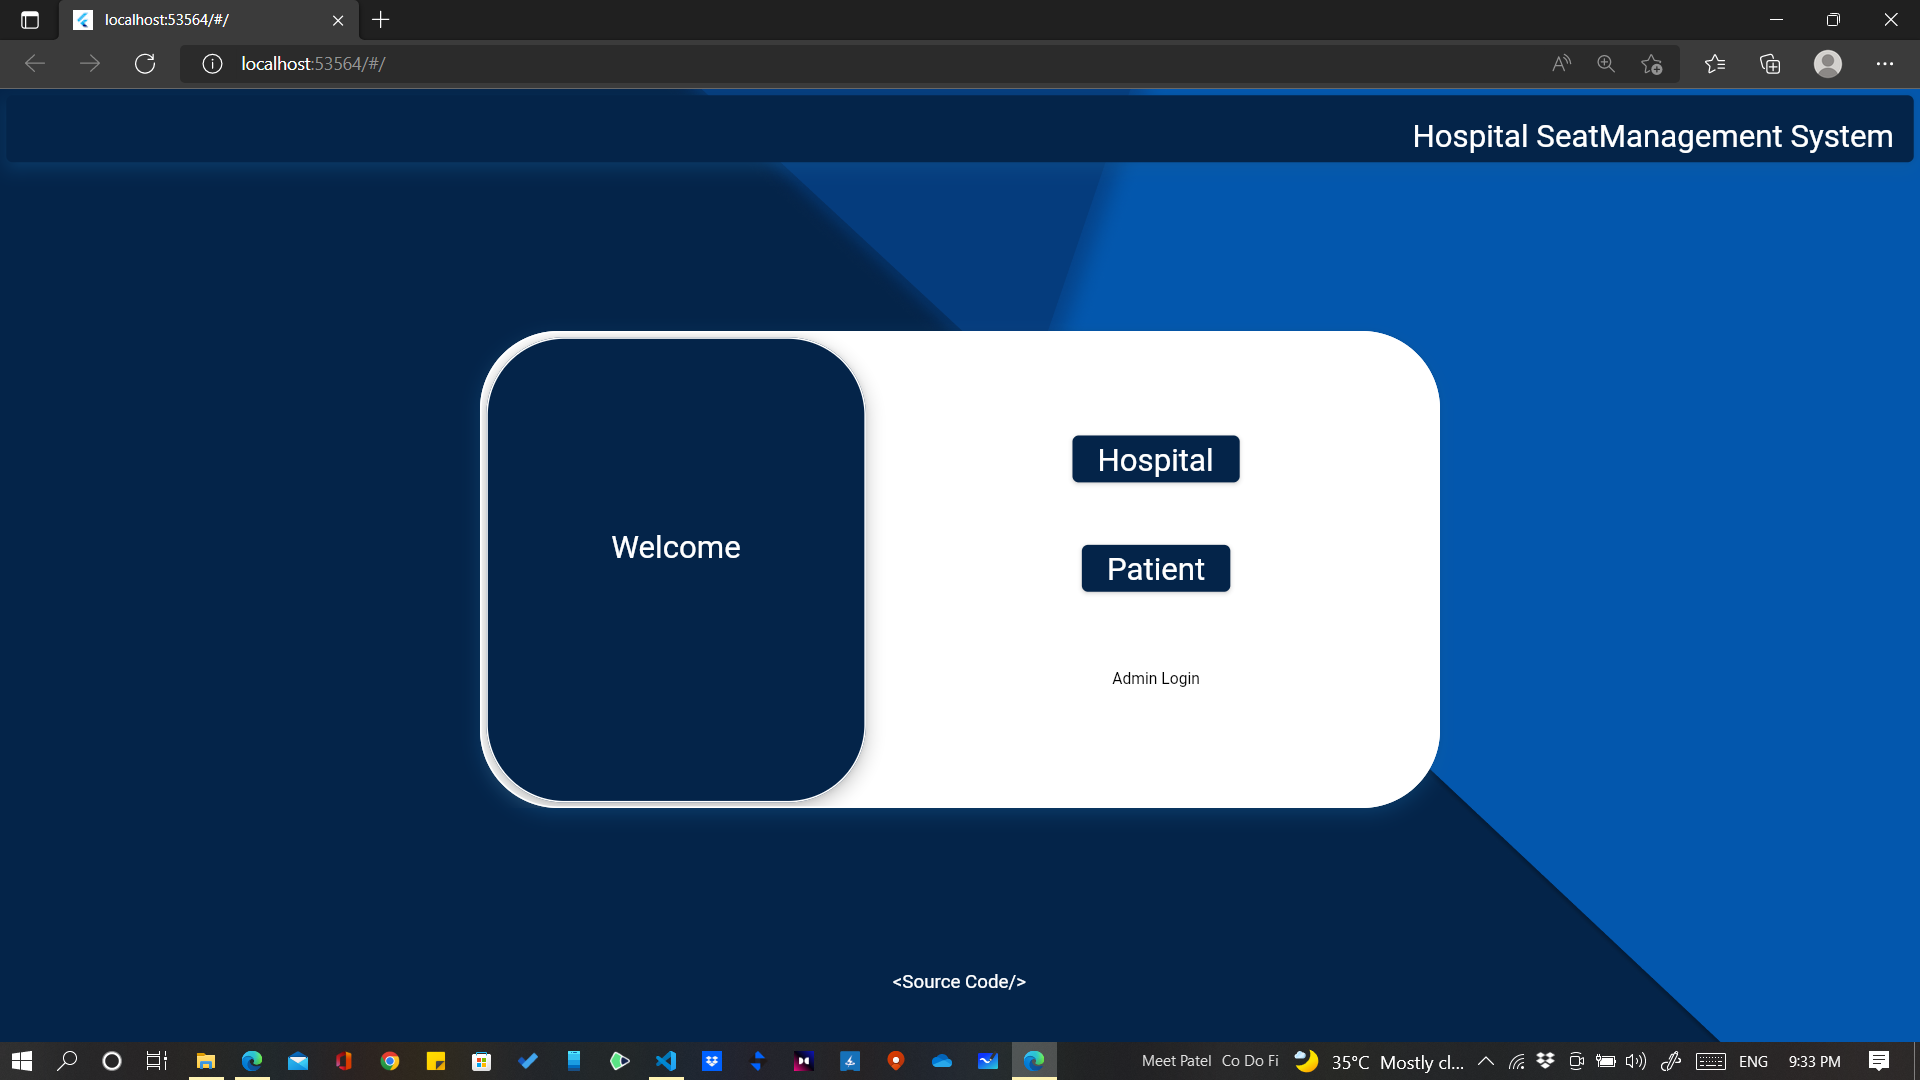 localhost:53564/#/
localhost:53564/#/
Hospital SeatManagement System
Welcome
Hospital
Patient
Admin Login
<Source Code/>
Meet Patel Co Do Fi 35°C Mostly cl... ENG 9:33 PM